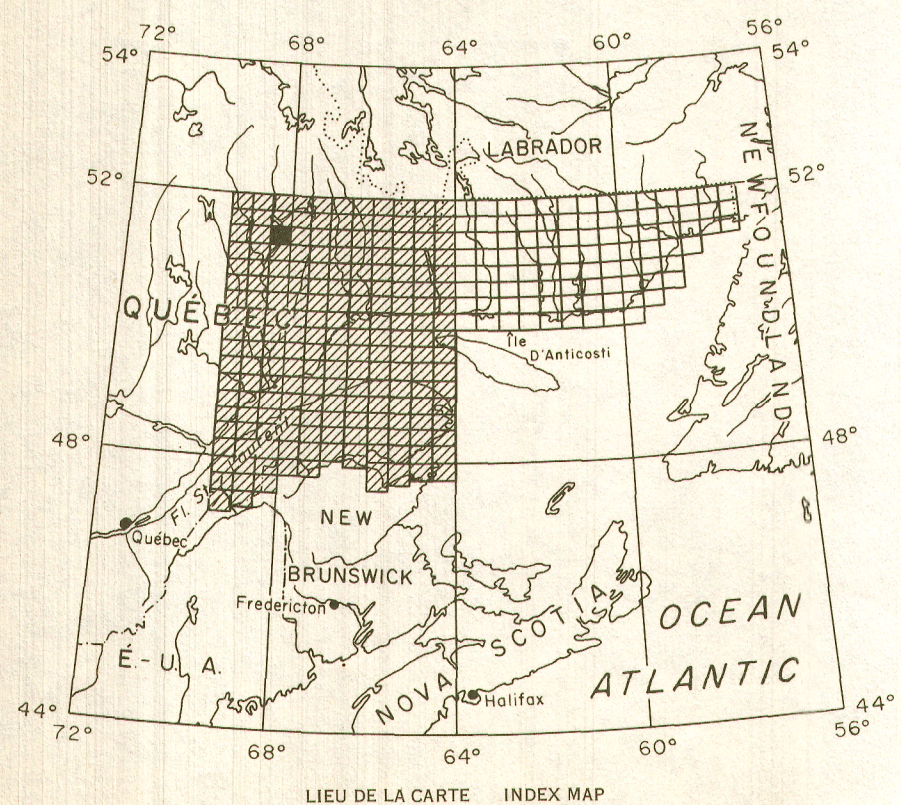 72° 68° 64° 60° 56°
54° 54°
LABRADOR
52° 52°
NEWFOUNDLAND
QUÉBEC
Île
D'Anticosti
48° 48°
Fl. St. Laurent
Québec
NEW
BRUNSWICK
Fredericton
É.-U.A.
NOVA SCOTIA
Halifax
OCEAN
ATLANTIC
44° 44°
72° 68° 64° 60° 56°
LIEU DE LA CARTE INDEX MAP